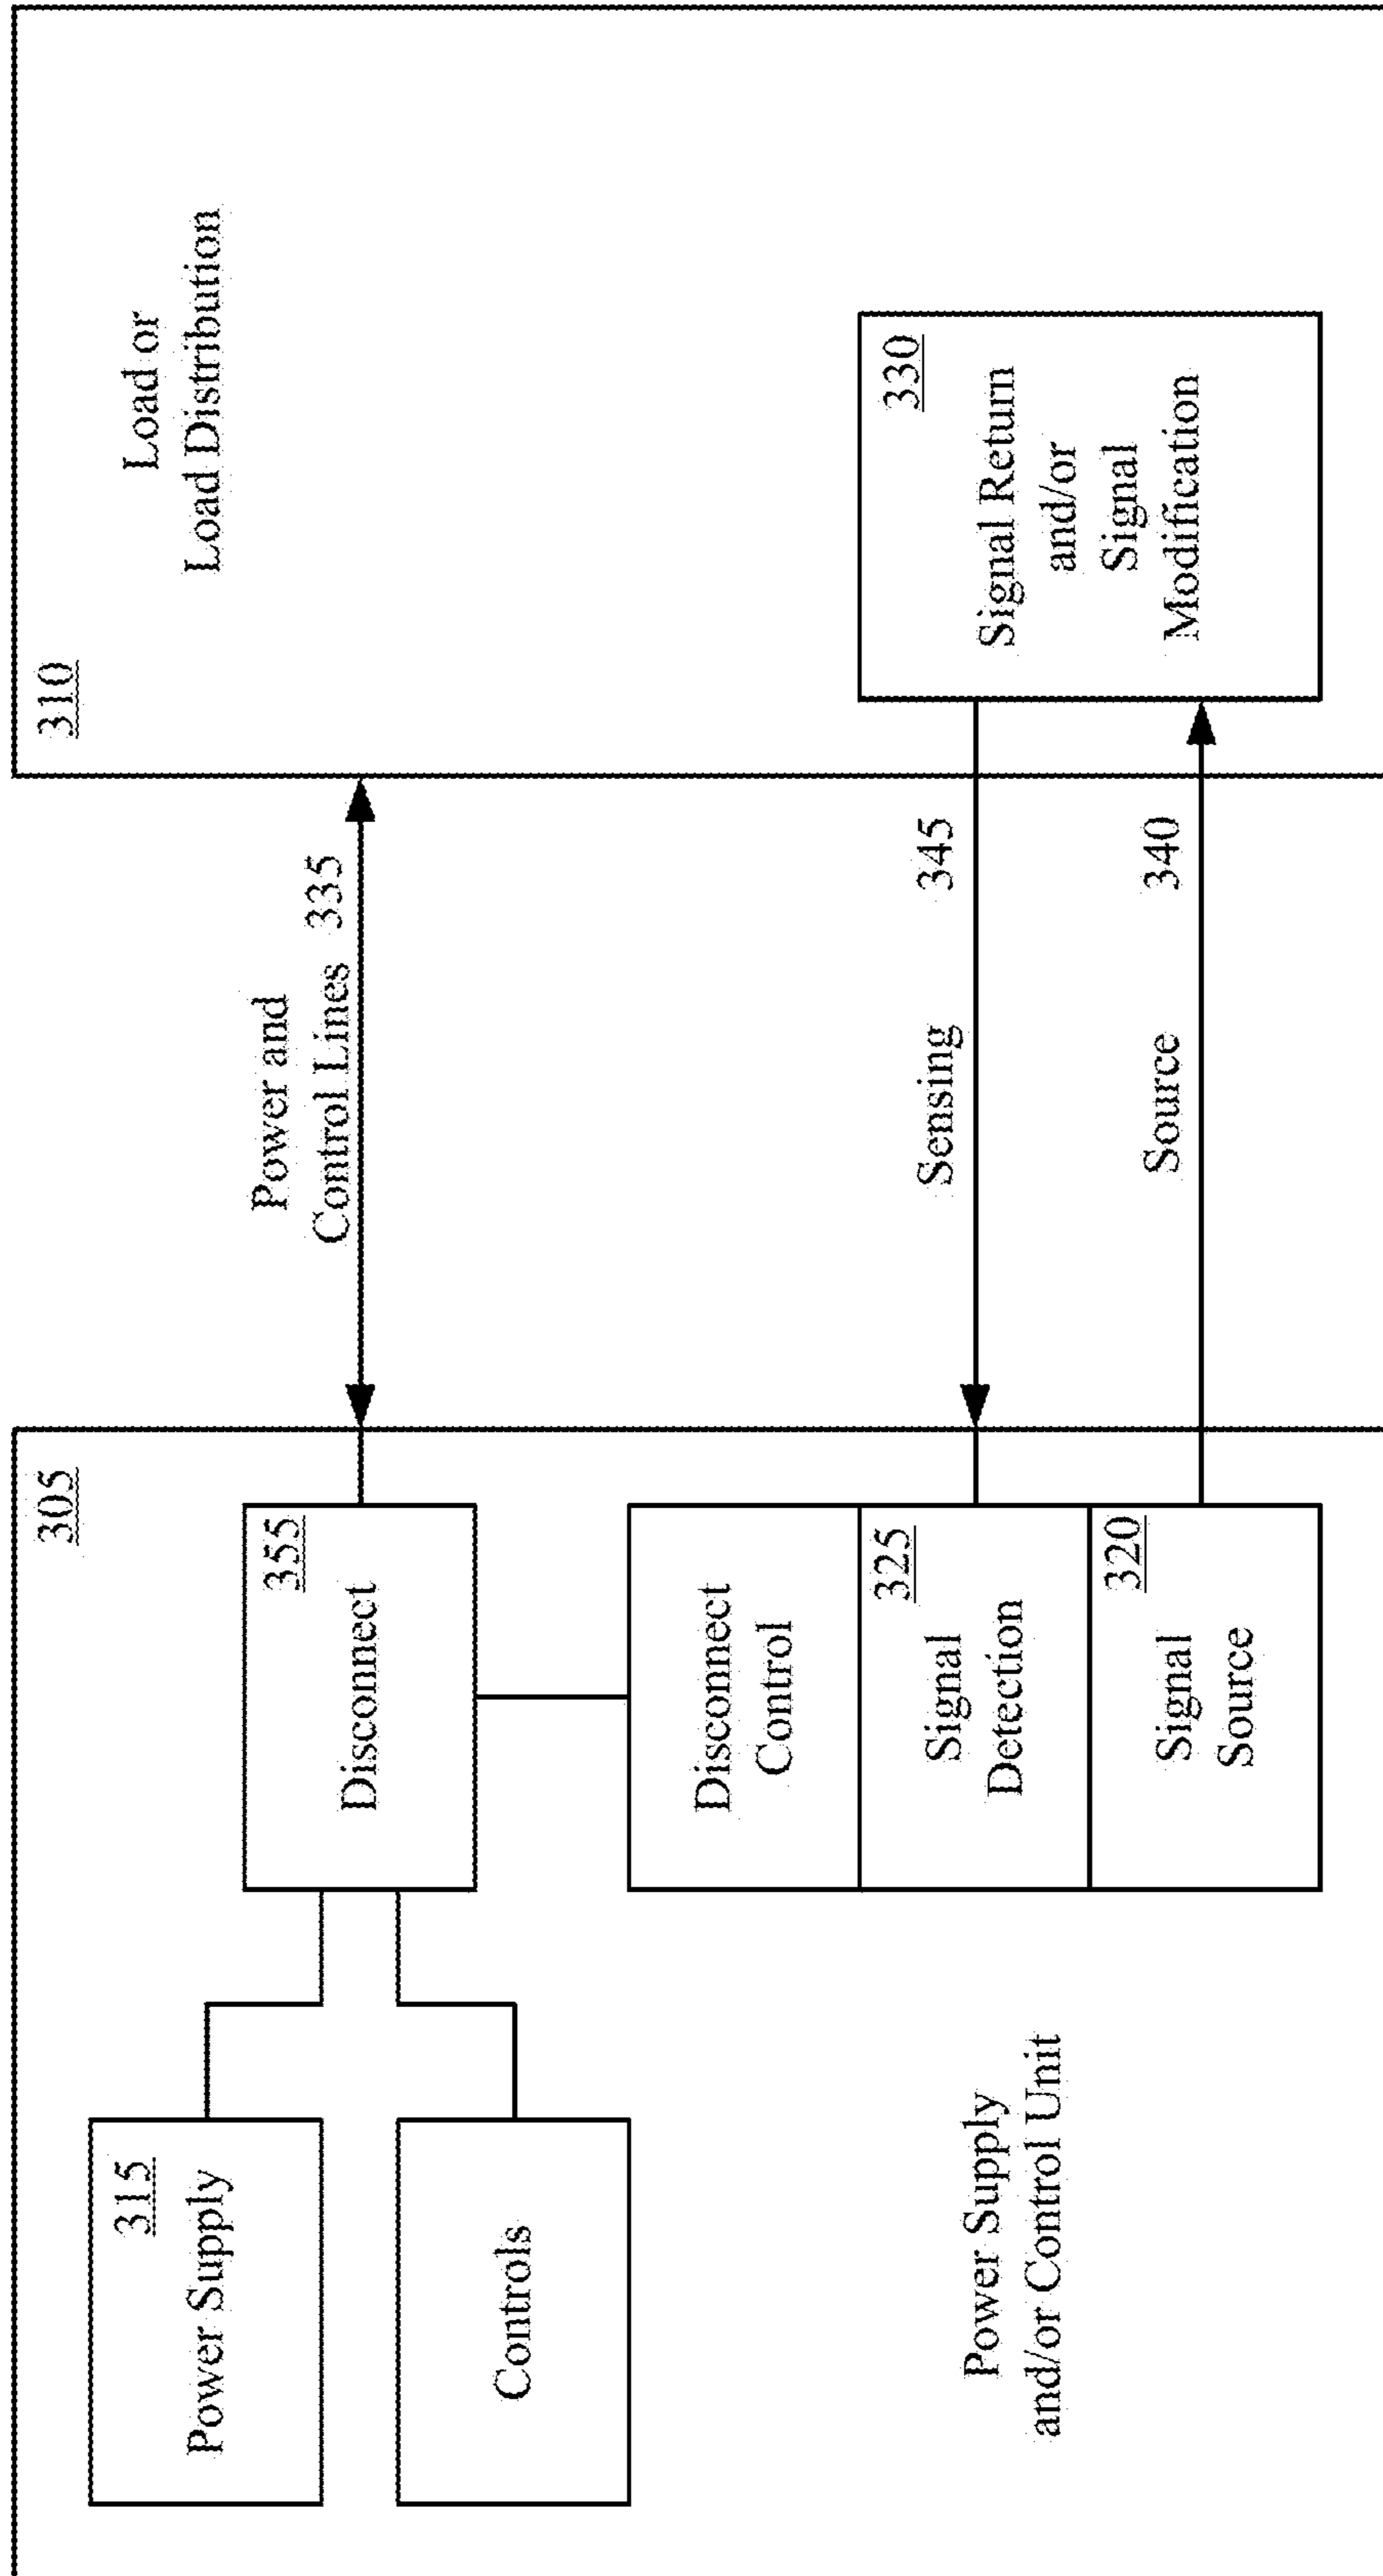 305
315
Power Supply
Controls
355
Disconnect
Disconnect
Control
325
Signal
Detection
320
Signal
Source
Power Supply
and/or Control Unit
Power and
Control Lines 335
Sensing 345
Source 340
310
Load or
Load Distribution
330
Signal Return
and/or
Signal
Modification